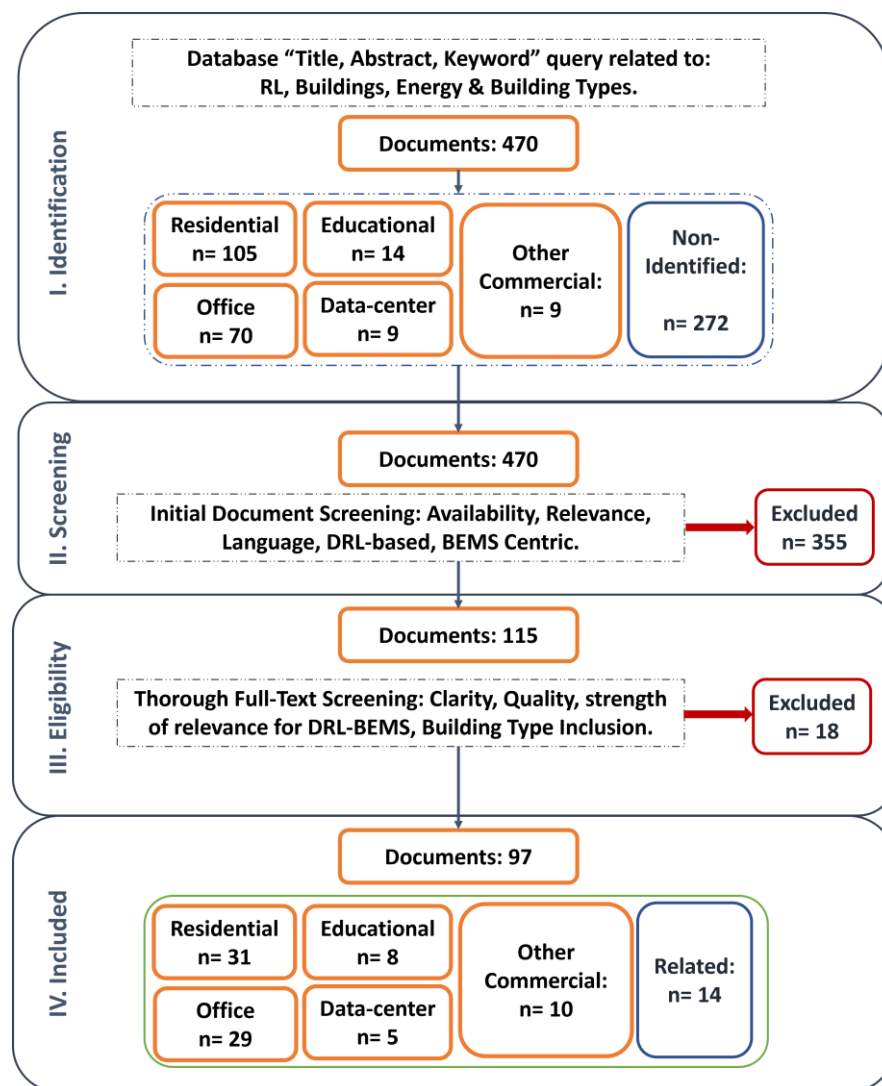 I. Identification
Database “Title, Abstract, Keyword” query related to:
RL, Buildings, Energy & Building Types.
Documents: 470
Residential
n= 105
Educational
n= 14
Office
n= 70
Data-center
n= 9
Other
Commercial:
n= 9
Non-
Identified:
n= 272
II. Screening
Documents: 470
Initial Document Screening: Availability, Relevance,
Language, DRL-based, BEMS Centric.
Excluded
n= 355
III. Eligibility
Documents: 115
Thorough Full-Text Screening: Clarity, Quality, strength
of relevance for DRL-BEMS, Building Type Inclusion.
Excluded
n= 18
IV. Included
Documents: 97
Residential
n= 31
Educational
n= 8
Office
n= 29
Data-center
n= 5
Other
Commercial:
n= 10
Related:
n= 14